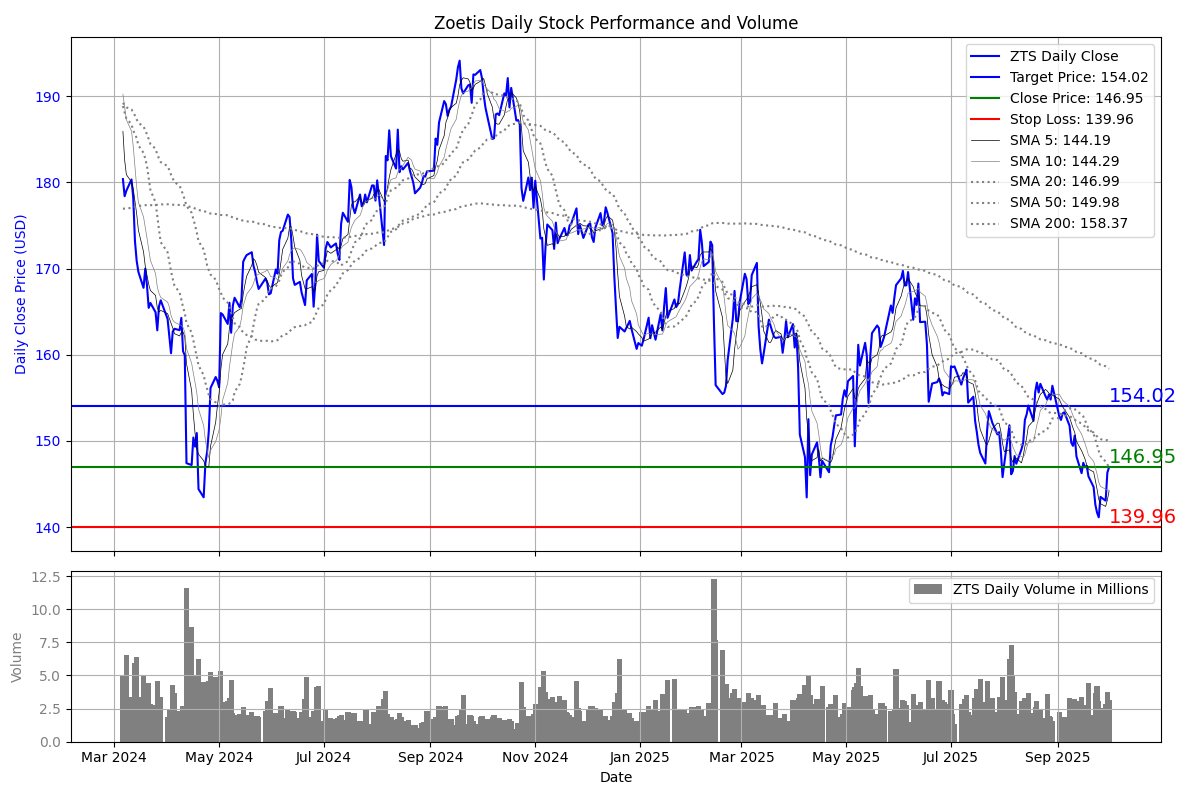 Zoetis Daily Stock Performance and Volume
Daily Close Price (USD)
190
180
170
160
150
140
ZTS Daily Close
Target Price: 154.02
Close Price: 146.95
Stop Loss: 139.96
SMA 5: 144.19
SMA 10: 144.29
SMA 20: 146.99
SMA 50: 149.98
SMA 200: 158.37
154.02
146.95
139.96
Volume
12.5
10.0
7.5
5.0
2.5
0.0
ZTS Daily Volume in Millions
Mar 2024 May 2024 Jul 2024 Sep 2024 Nov 2024 Jan 2025 Mar 2025 May 2025 Jul 2025 Sep 2025
Date